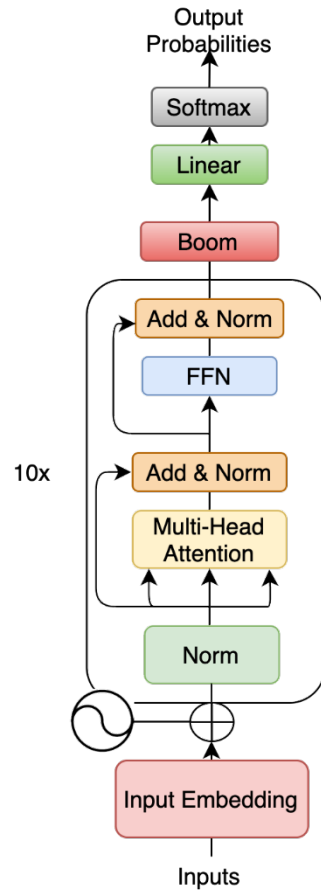 Output
Probabilities
Softmax
Linear
Boom
Add & Norm
FFN
10x
Add & Norm
Multi-Head
Attention
Norm
Input Embedding
Inputs